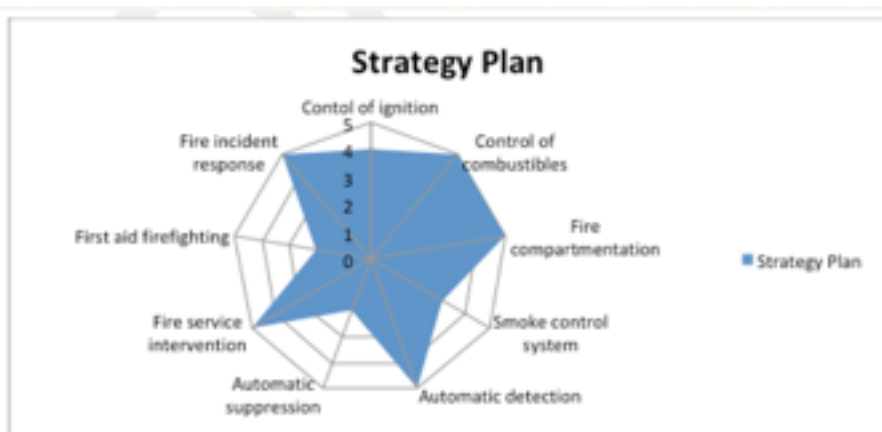 Strategy Plan
Contol of ignition
Fire incident
response
Control of
combustibles
5
4
3
2
1
0
First aid firefighting
Fire
compartmentation
Strategy Plan
Fire service
intervention
Smoke control
system
Automatic
suppression
Automatic detection